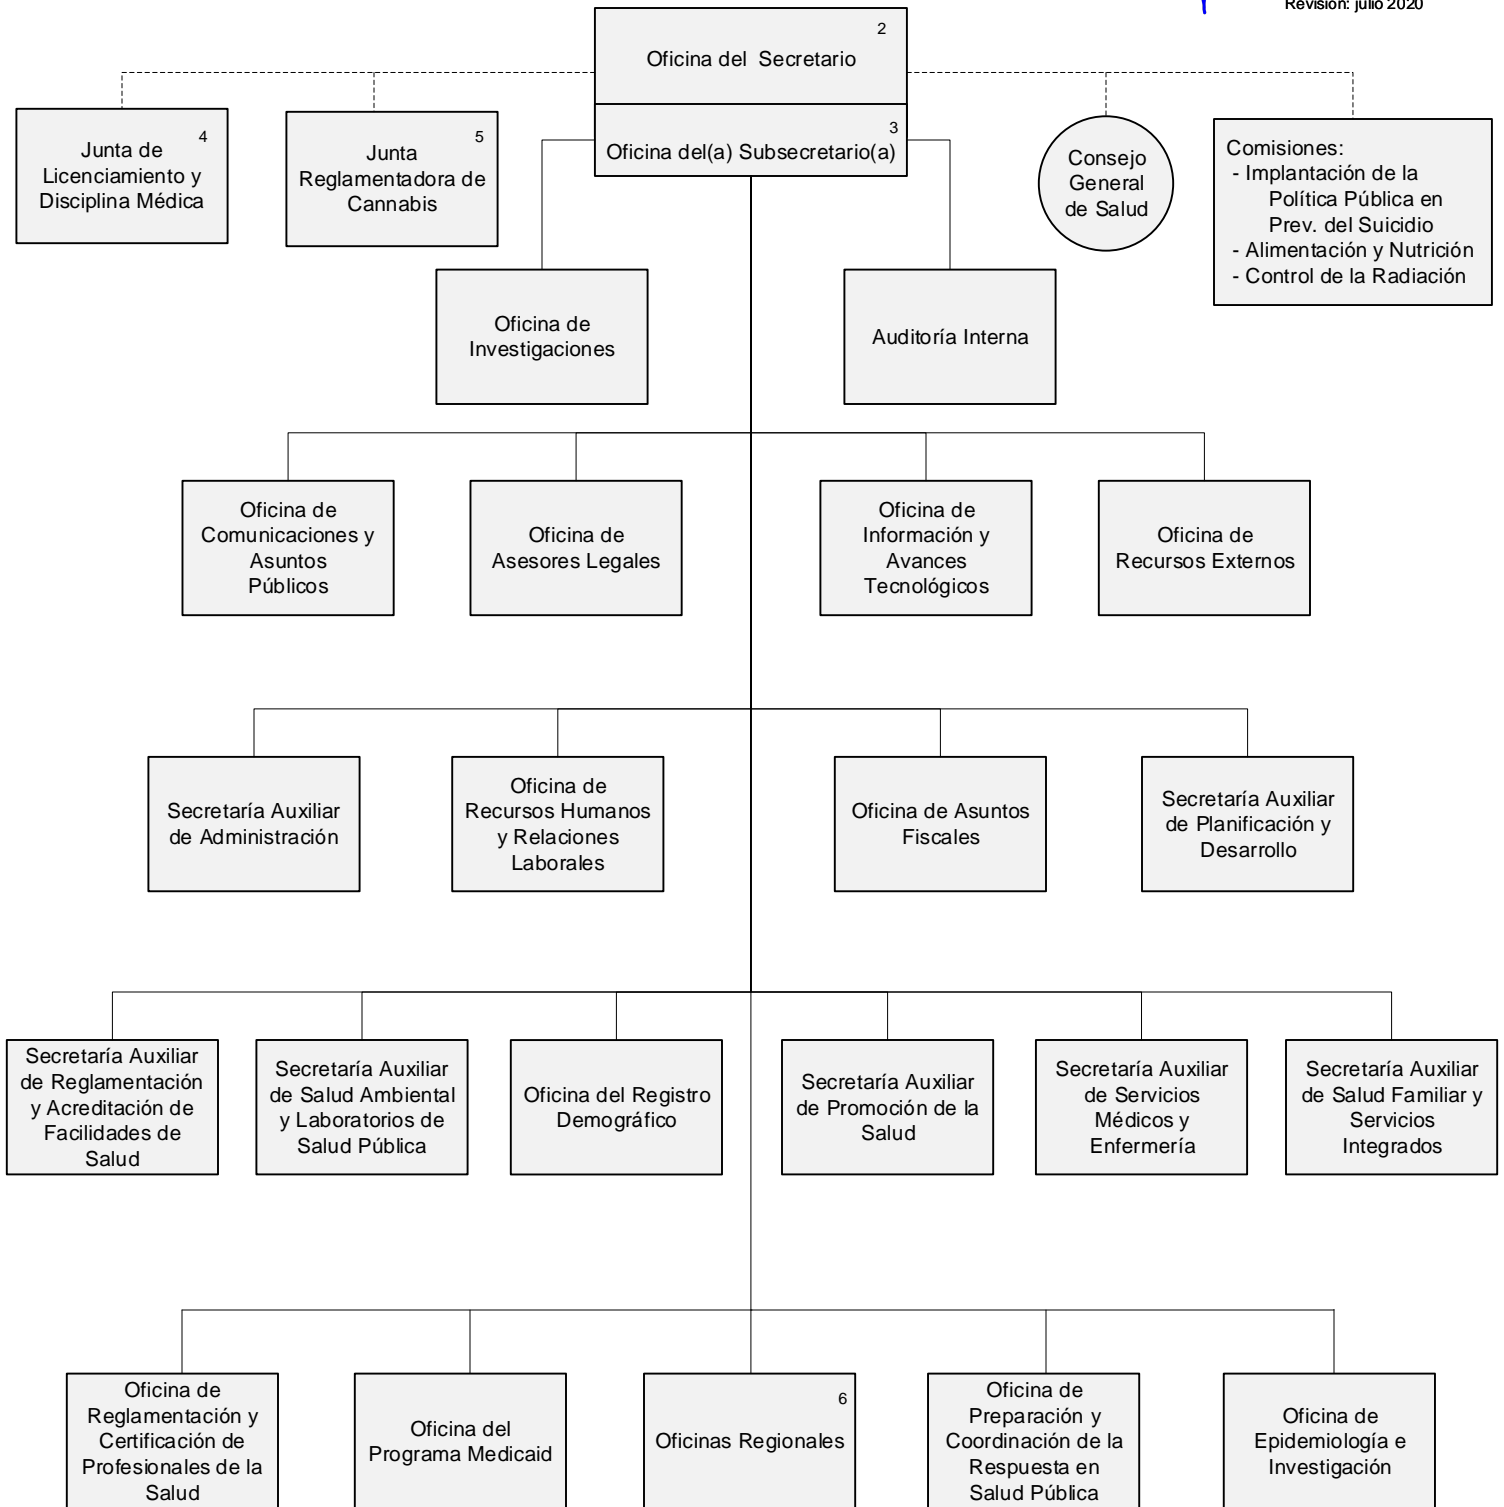 Revisión: julio 2020
2
Oficina del Secretario
3
Oficina del(a) Subsecretario(a)
4
Junta de
Licenciamiento y
Disciplina Médica
5
Junta
Reglamentadora de
Cannabis
Consejo
General
de Salud
Comisiones:
- Implantación de la
Política Pública en
Prev. del Suicidio
- Alimentación y Nutrición
- Control de la Radiación
Oficina de
Investigaciones
Auditoría Interna
Oficina de
Comunicaciones y
Asuntos
Públicos
Oficina de
Asesores Legales
Oficina de
Información y
Avances
Tecnológicos
Oficina de
Recursos Externos
Secretaría Auxiliar
de Administración
Oficina de
Recursos Humanos
y Relaciones
Laborales
Oficina de Asuntos
Fiscales
Secretaría Auxiliar
de Planificación y
Desarrollo
Secretaría Auxiliar
de Reglamentación
y Acreditación de
Facilidades de
Salud
Secretaría Auxiliar
de Salud Ambiental
y Laboratorios de
Salud Pública
Oficina del Registro
Demográfico
Secretaría Auxiliar
de Promoción de la
Salud
Secretaría Auxiliar
de Servicios
Médicos y
Enfermería
Secretaría Auxiliar
de Salud Familiar y
Servicios
Integrados
Oficina de
Reglamentación y
Certificación de
Profesionales de la
Salud
Oficina del
Programa Medicaid
6
Oficinas Regionales
Oficina de
Preparación y
Coordinación de la
Respuesta en
Salud Pública
Oficina de
Epidemiología e
Investigación